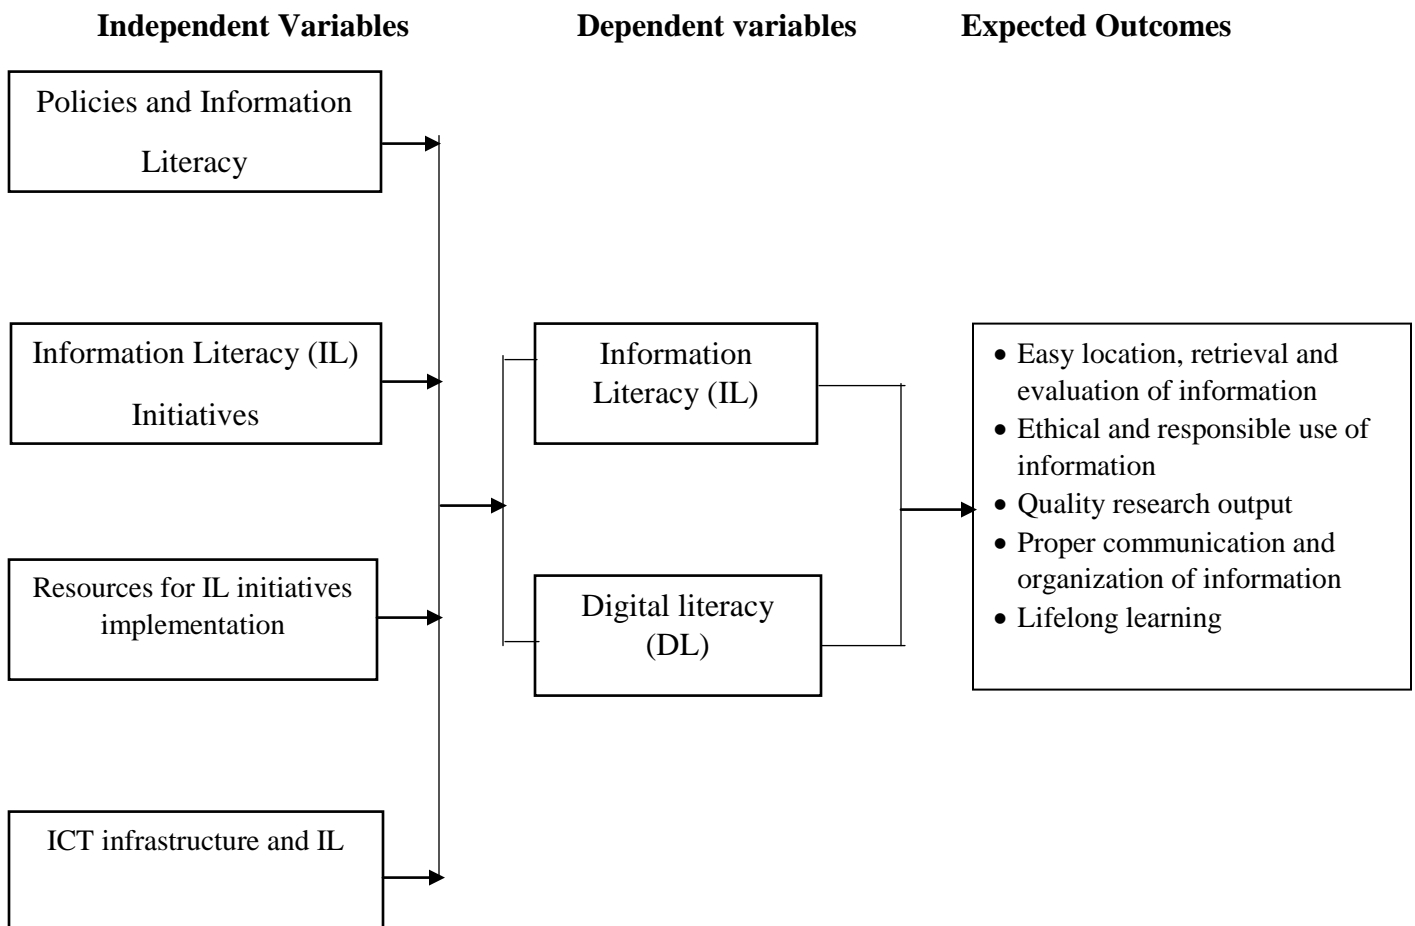 Independent Variables
Dependent variables
Expected Outcomes
Policies and Information
Literacy
Information Literacy (IL)
Initiatives
Resources for IL initiatives
implementation
ICT infrastructure and IL
Information
Literacy (IL)
Digital literacy
(DL)
• Easy location, retrieval and
evaluation of information
• Ethical and responsible use of
information
• Quality research output
• Proper communication and
organization of information
• Lifelong learning